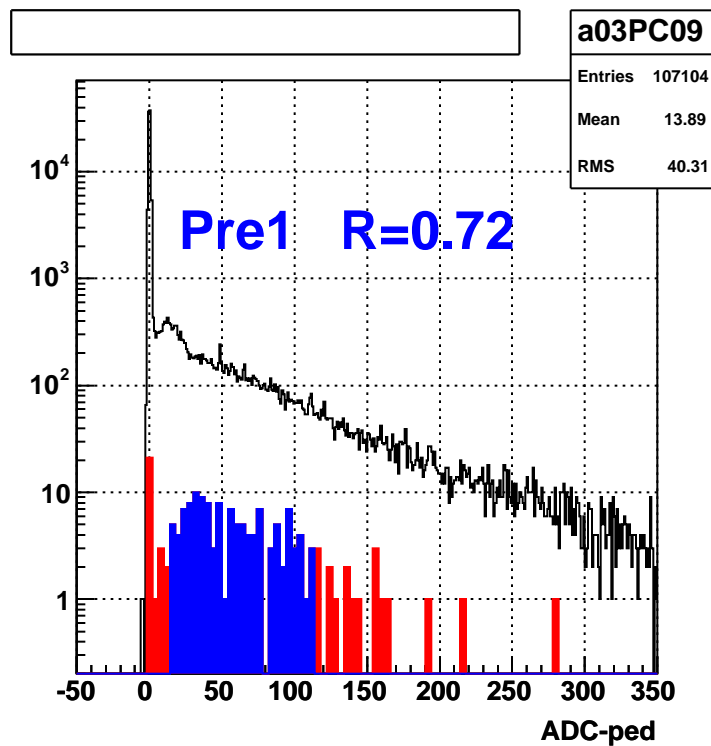 a03PC09
Entries 107104
Mean 13.89
RMS 40.31
10^4
Pre1 R=0.72
10^3
10^2
10
1
-50 0 50 100 150 200 250 300 350
ADC-ped